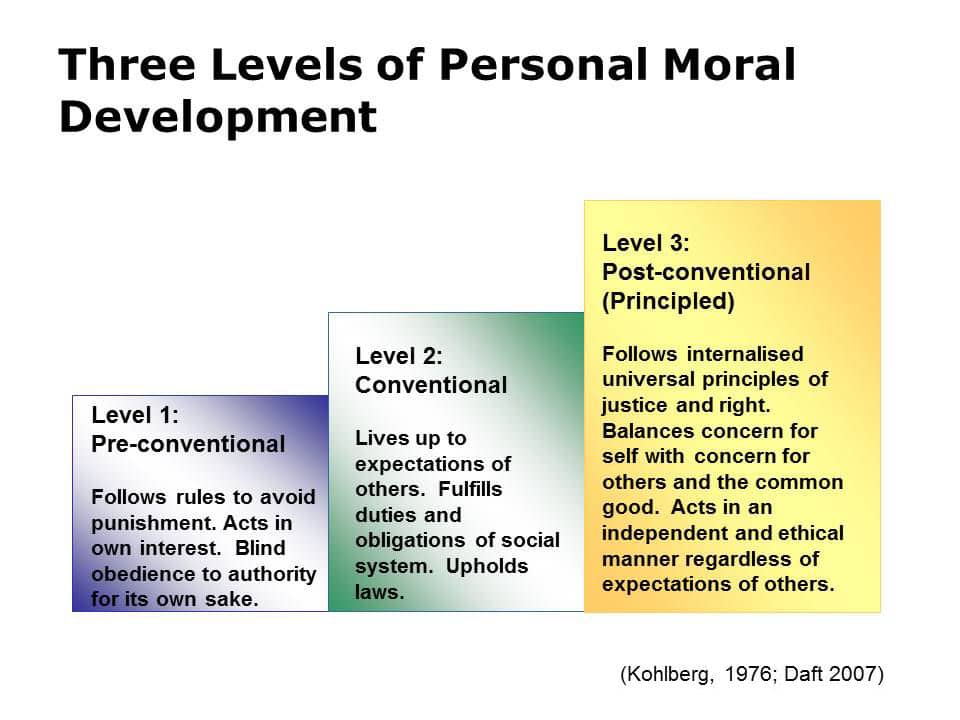 Three Levels of Personal Moral
Development
Level 1:
Pre-conventional
Follows rules to avoid
punishment. Acts in
own interest.  Blind
obedience to authority
for its own sake.
Level 2:
Conventional
Lives up to
expectations of
others.  Fulfills
duties and
obligations of social
system.  Upholds
laws.
Level 3:
Post-conventional
(Principled)
Follows internalised
universal principles of
justice and right.
Balances concern for
self with concern for
others and the common
good.  Acts in an
independent and ethical
manner regardless of
expectations of others.
(Kohlberg, 1976; Daft 2007)